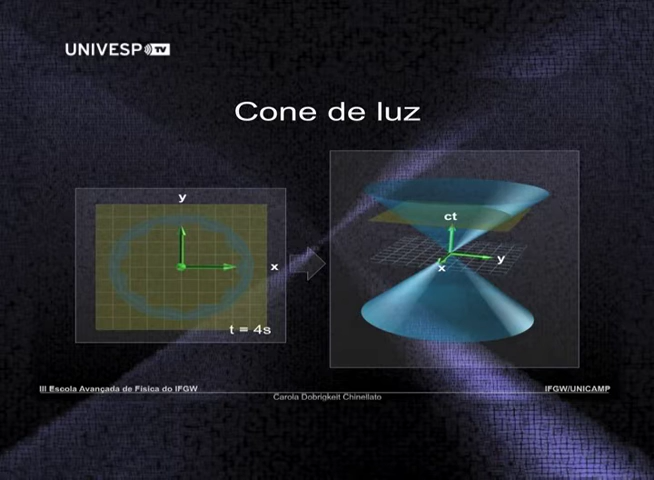 UNIVESP TV
Cone de luz
y
x
t = 4s
ct
y
x
III Escola Avançada de Física do IFGW
Carola Dobrigkeit Chinellato
IFGW/UNICAMP